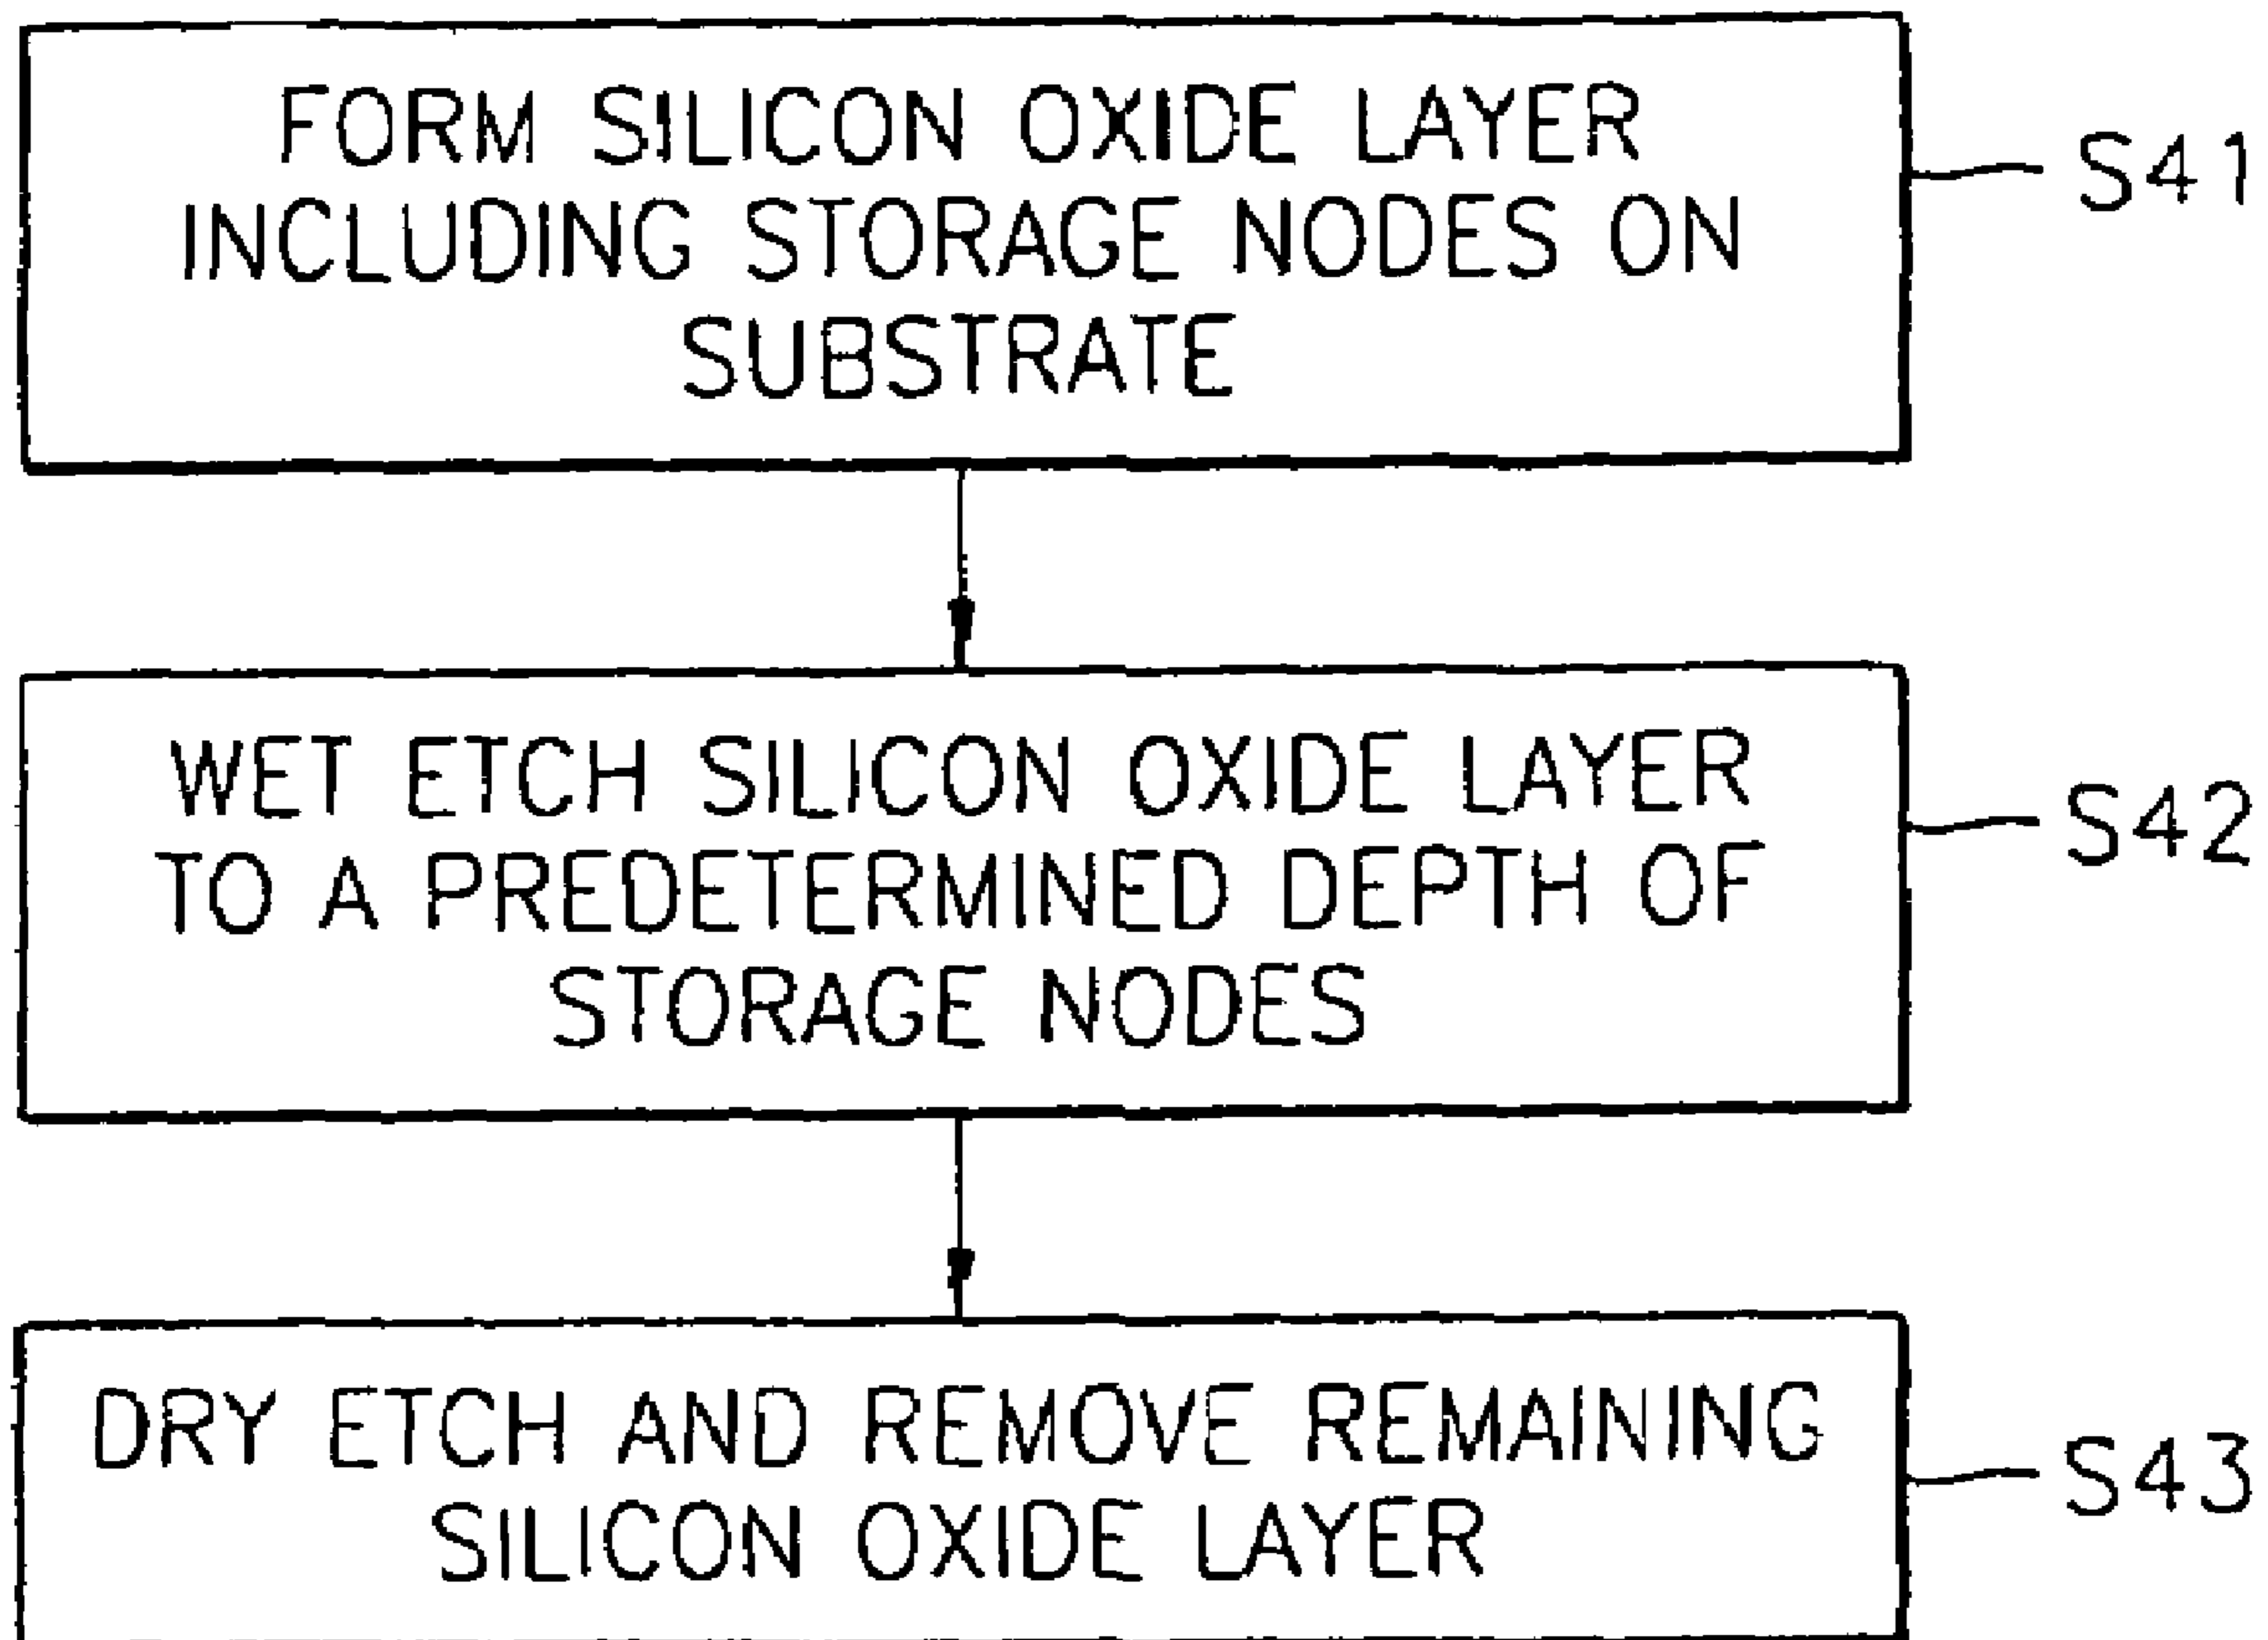 FORM SILICON OXIDE LAYER
INCLUDING STORAGE NODES ON
SUBSTRATE
S41
WET ETCH SILICON OXIDE LAYER
TO A PREDETERMINED DEPTH OF
STORAGE NODES
S42
DRY ETCH AND REMOVE REMAINING
SILICON OXIDE LAYER
S43